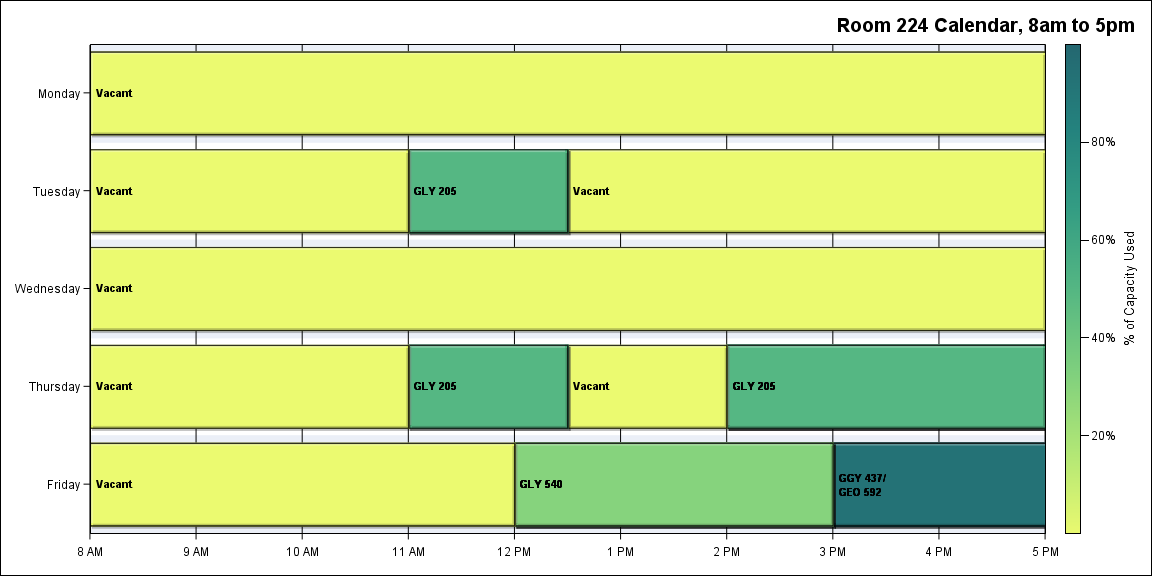 Room 224 Calendar, 8am to 5pm
Monday
Vacant
Tuesday
Vacant
GLY 205
Vacant
Wednesday
Vacant
Thursday
Vacant
GLY 205
Vacant
GLY 205
Friday
Vacant
GLY 540
GGY 437/
GEO 592
8 AM
9 AM
10 AM
11 AM
12 PM
1 PM
2 PM
3 PM
4 PM
5 PM
80%
60%
40%
20%
% of Capacity Used